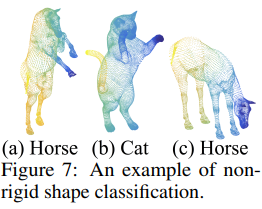 (a) Horse (b) Cat (c) Horse
Figure 7: An example of non-
rigid shape classification.